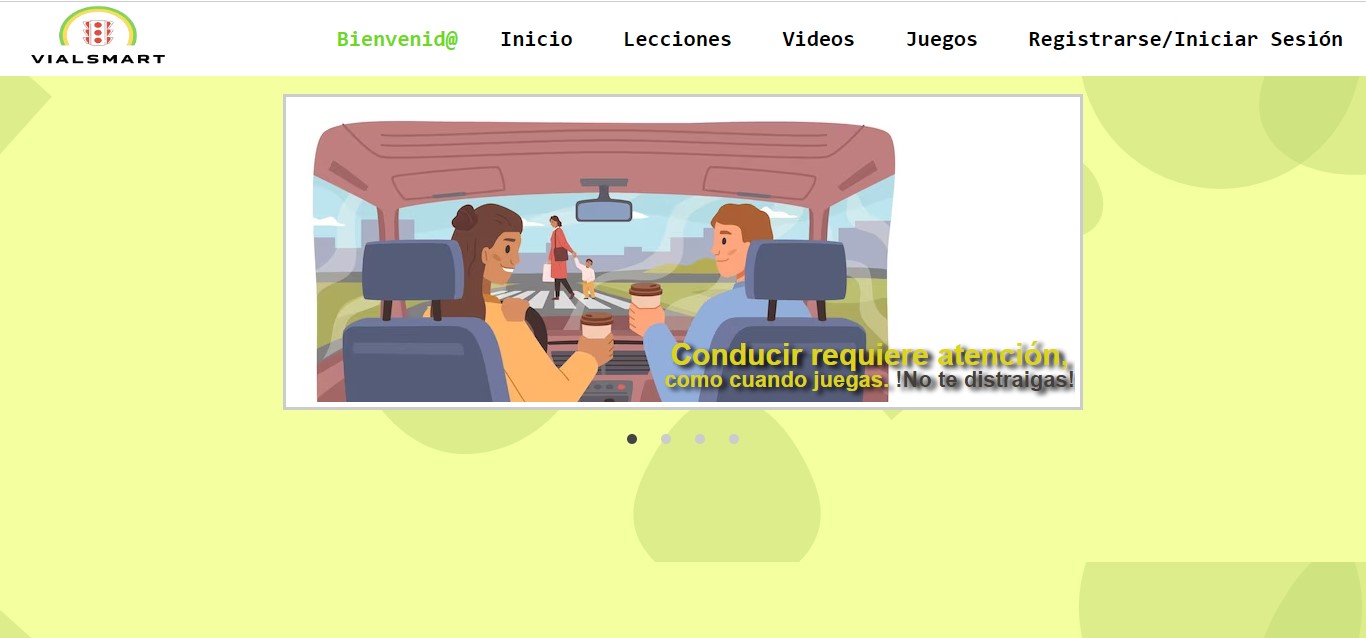 VIALSMART
Bienvenid@ Inicio Lecciones Videos Juegos Registrarse/Iniciar Sesión
Conducir requiere atención,
como cuando juegas. !No te distraigas!